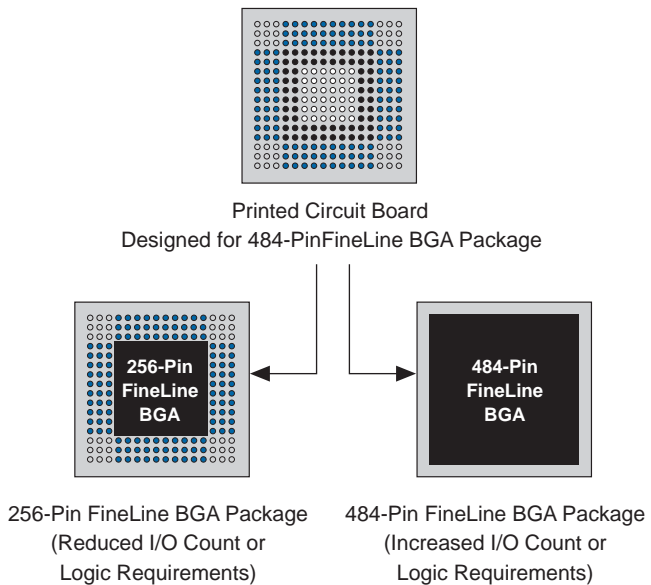 Printed Circuit Board
Designed for 484-PinFineLine BGA Package
256-Pin
FineLine
BGA
484-Pin
FineLine
BGA
256-Pin FineLine BGA Package
(Reduced I/O Count or
Logic Requirements)
484-Pin FineLine BGA Package
(Increased I/O Count or
Logic Requirements)